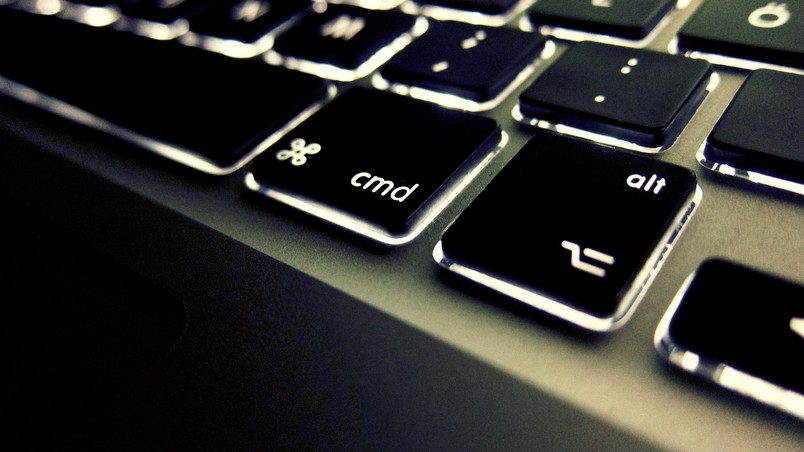 L Ö
N M ; , : .
⌘ cmd
alt ⌥